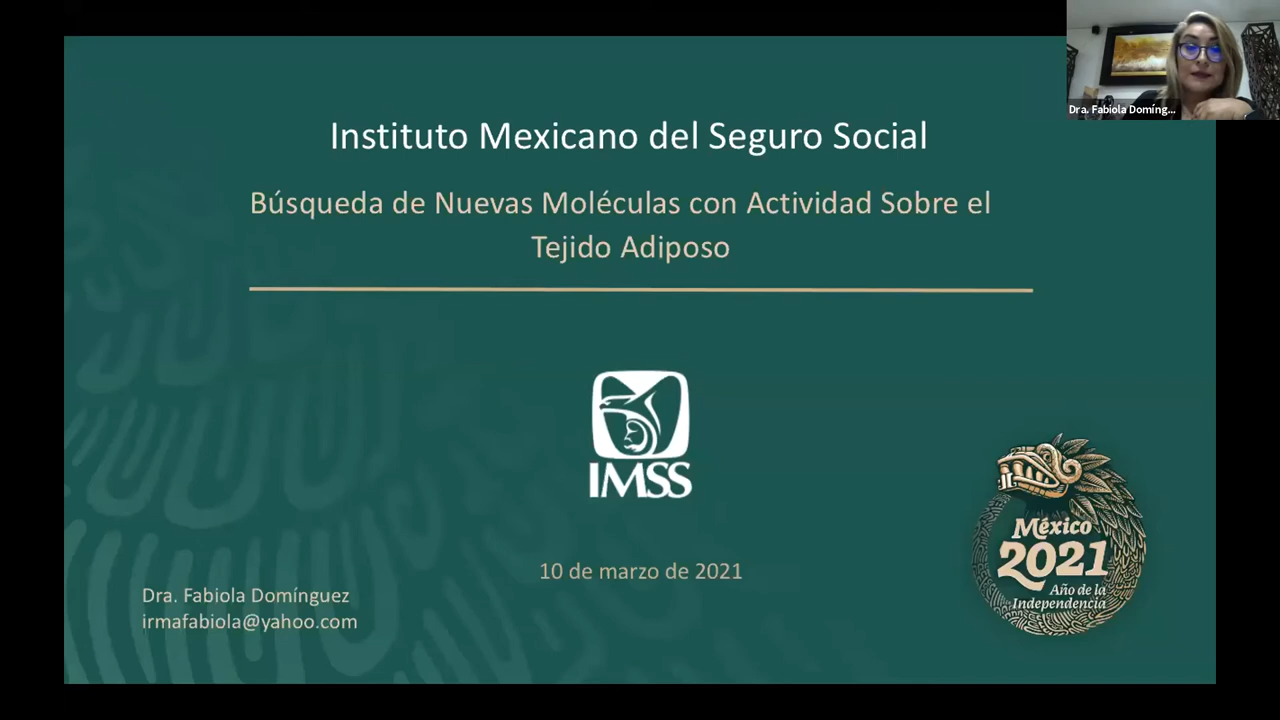 Dra. Fabiola Domíng...
Instituto Mexicano del Seguro Social
Búsqueda de Nuevas Moléculas con Actividad Sobre el
Tejido Adiposo
IMSS
México
2021
Año de la
Independencia
10 de marzo de 2021
Dra. Fabiola Domínguez
irmafabiola@yahoo.com